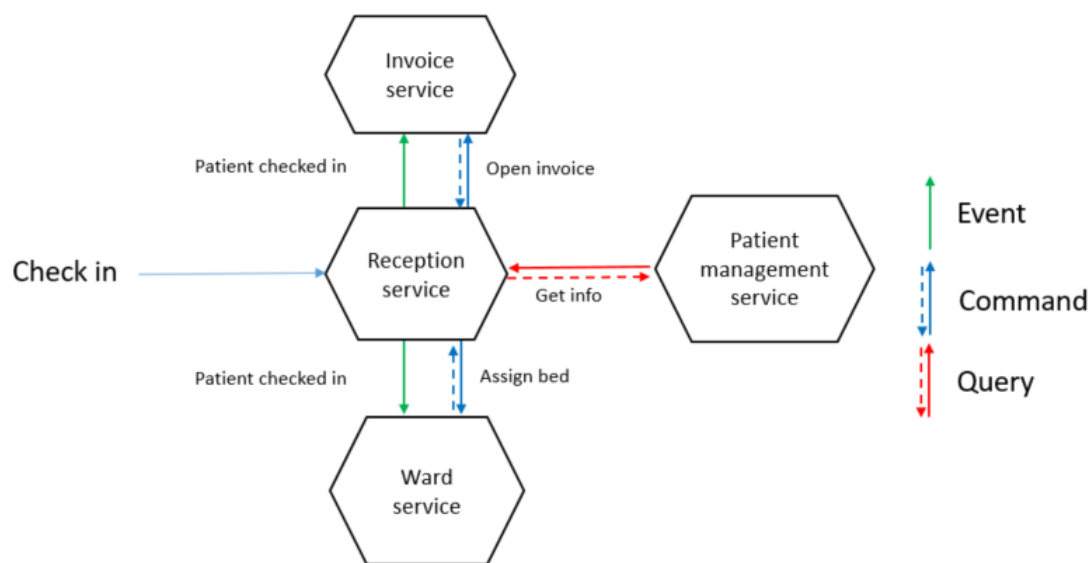 Invoice
service
Patient checked in
Open invoice
Check in
Reception
service
Get info
Patient
management
service
Patient checked in
Assign bed
Ward
service
Event
Command
Query